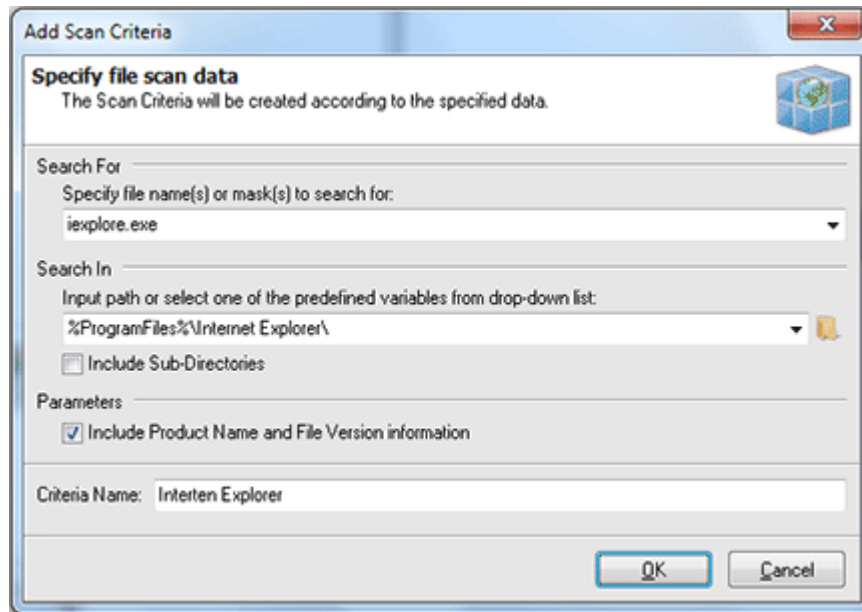 Add Scan Criteria
Specify file scan data
The Scan Criteria will be created according to the specified data.
Search For
Specify file name(s) or mask(s) to search for:
iexplore.exe
Search In
Input path or select one of the predefined variables from drop-down list:
%ProgramFiles%\Internet Explorer\
Include Sub-Directories
Parameters
Include Product Name and File Version information
Criteria Name: Interten Explorer
OK Cancel